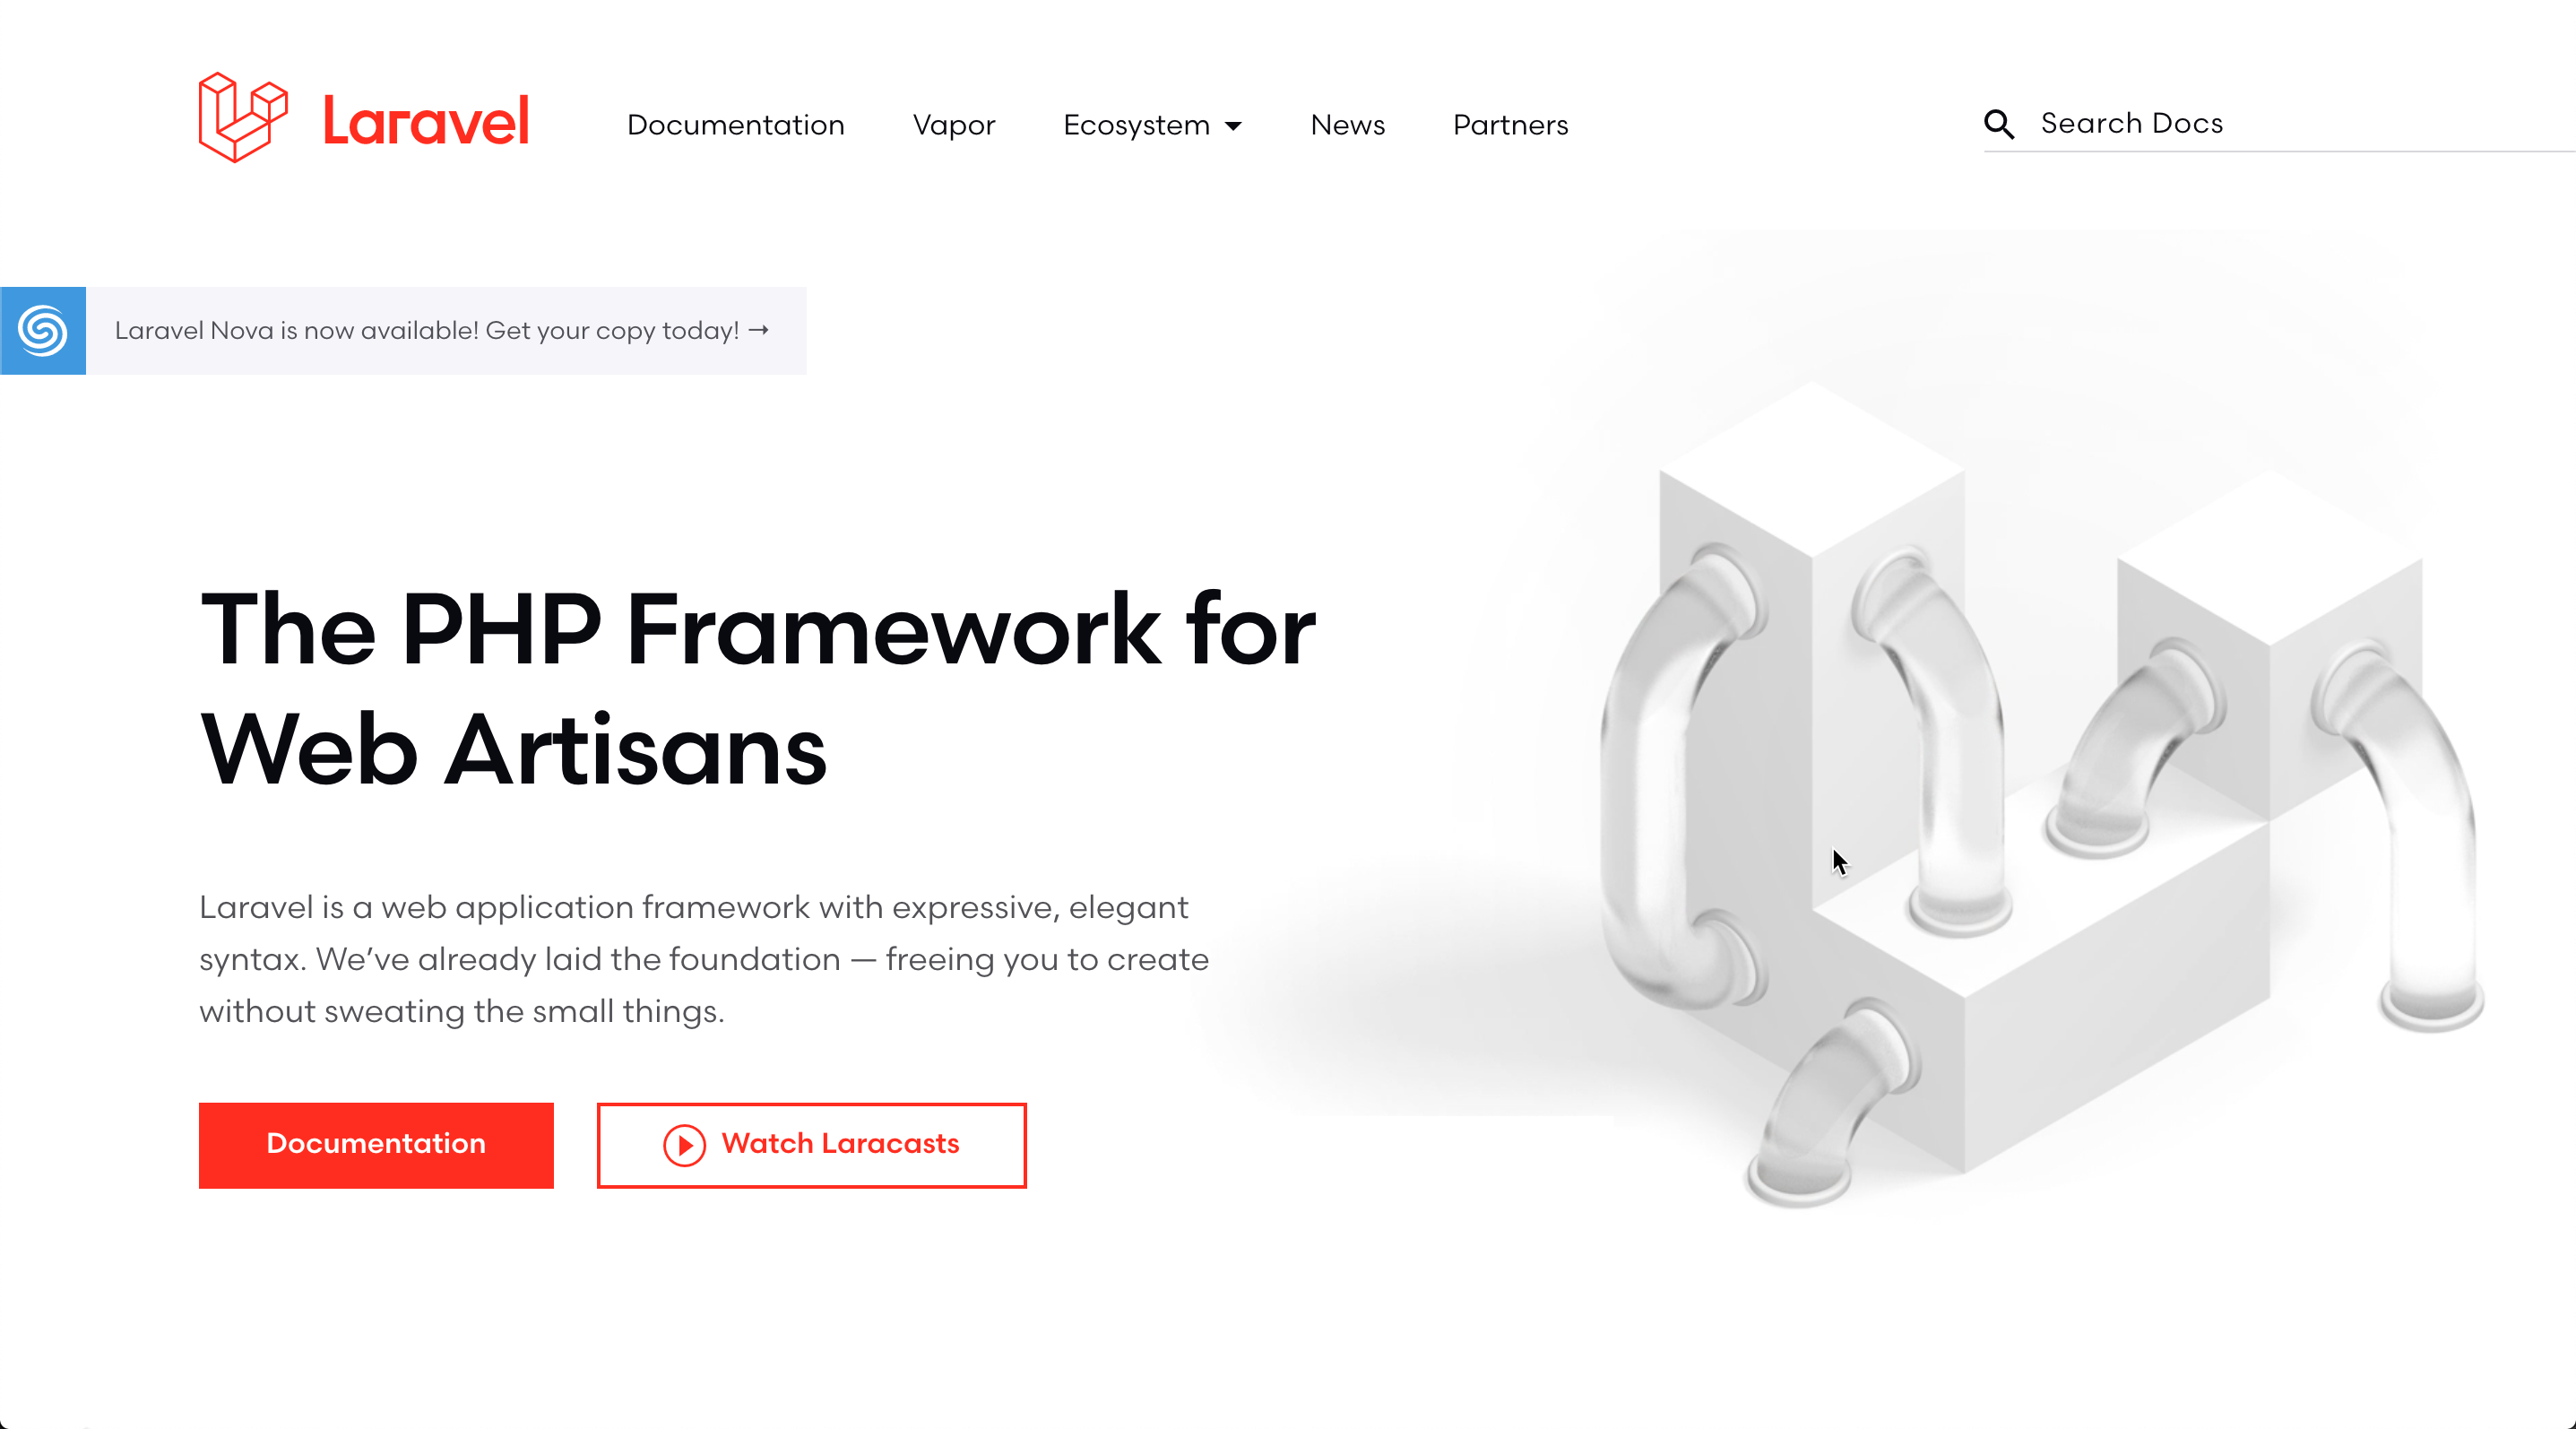 Laravel
Documentation
Vapor
Ecosystem
News
Partners
Search Docs
Laravel Nova is now available! Get your copy today! →
The PHP Framework for
Web Artisans
Laravel is a web application framework with expressive, elegant
syntax. We’ve already laid the foundation — freeing you to create
without sweating the small things.
Documentation
Watch Laracasts